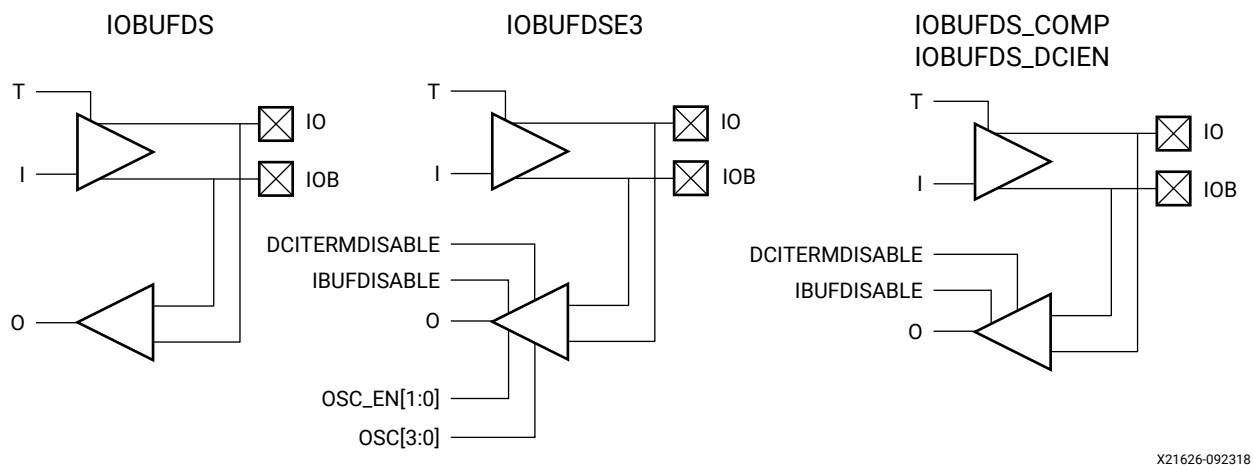 IOBUFDS
T
IO
I
IOB
O
IOBUFDSE3
T
IO
I
IOB
DCITERMDISABLE
IBUFDISABLE
O
OSC_EN[1:0]
OSC[3:0]
IOBUFDS_COMP
IOBUFDS_DCIEN
T
IO
I
IOB
DCITERMDISABLE
IBUFDISABLE
O
X21626-092318